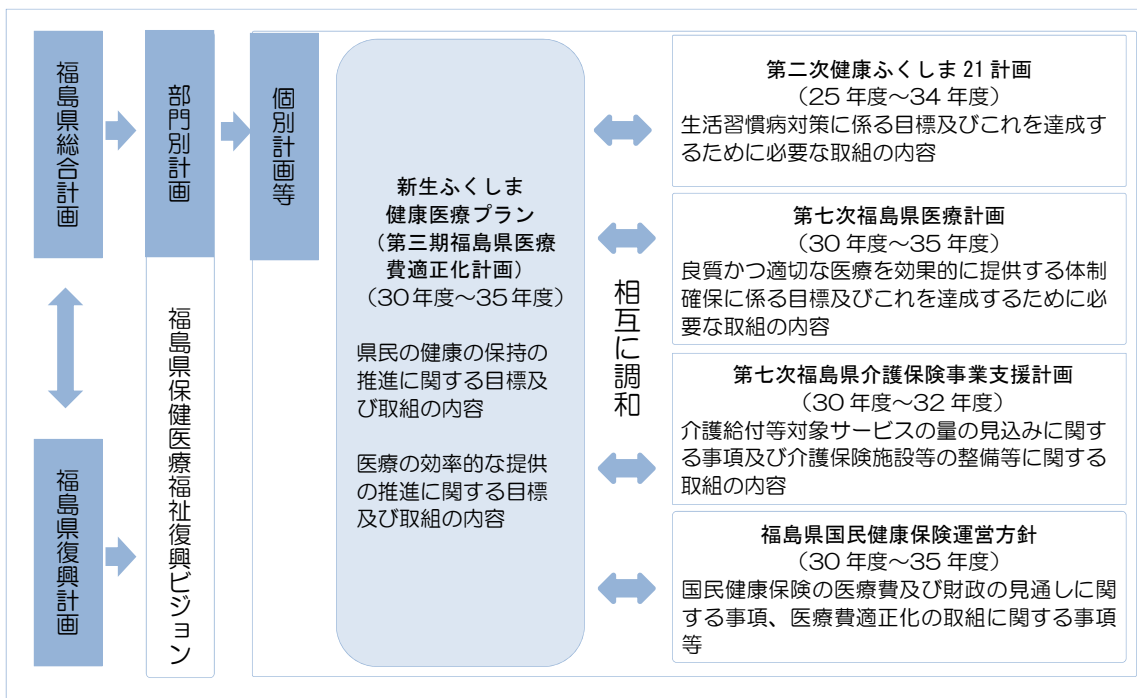 福島県総合計画
福島県復興計画
部門別計画
福島県保健医療福祉復興ビジョン
個別計画等
新生ふくしま
健康医療プラン
(第三期福島県医療
費適正化計画)
(30年度~35年度)
県民の健康の保持の
推進に関する目標及
び取組の内容
医療の効率的な提供
の推進に関する目標
及び取組の内容
相互に調和
第二次健康ふくしま21計画
(25年度~34年度)
生活習慣病対策に係る目標及びこれを達成す
るために必要な取組の内容
第七次福島県医療計画
(30年度~35年度)
良質かつ適切な医療を効果的に提供する体制
確保に係る目標及びこれを達成するために必
要な取組の内容
第七次福島県介護保険事業支援計画
(30年度~32年度)
介護給付等対象サービスの量の見込みに関す
る事項及び介護保険施設等の整備等に関する
取組の内容
福島県国民健康保険運営方針
(30年度~35年度)
国民健康保険の医療費及び財政の見通しに関
する事項、医療費適正化の取組に関する事項
等